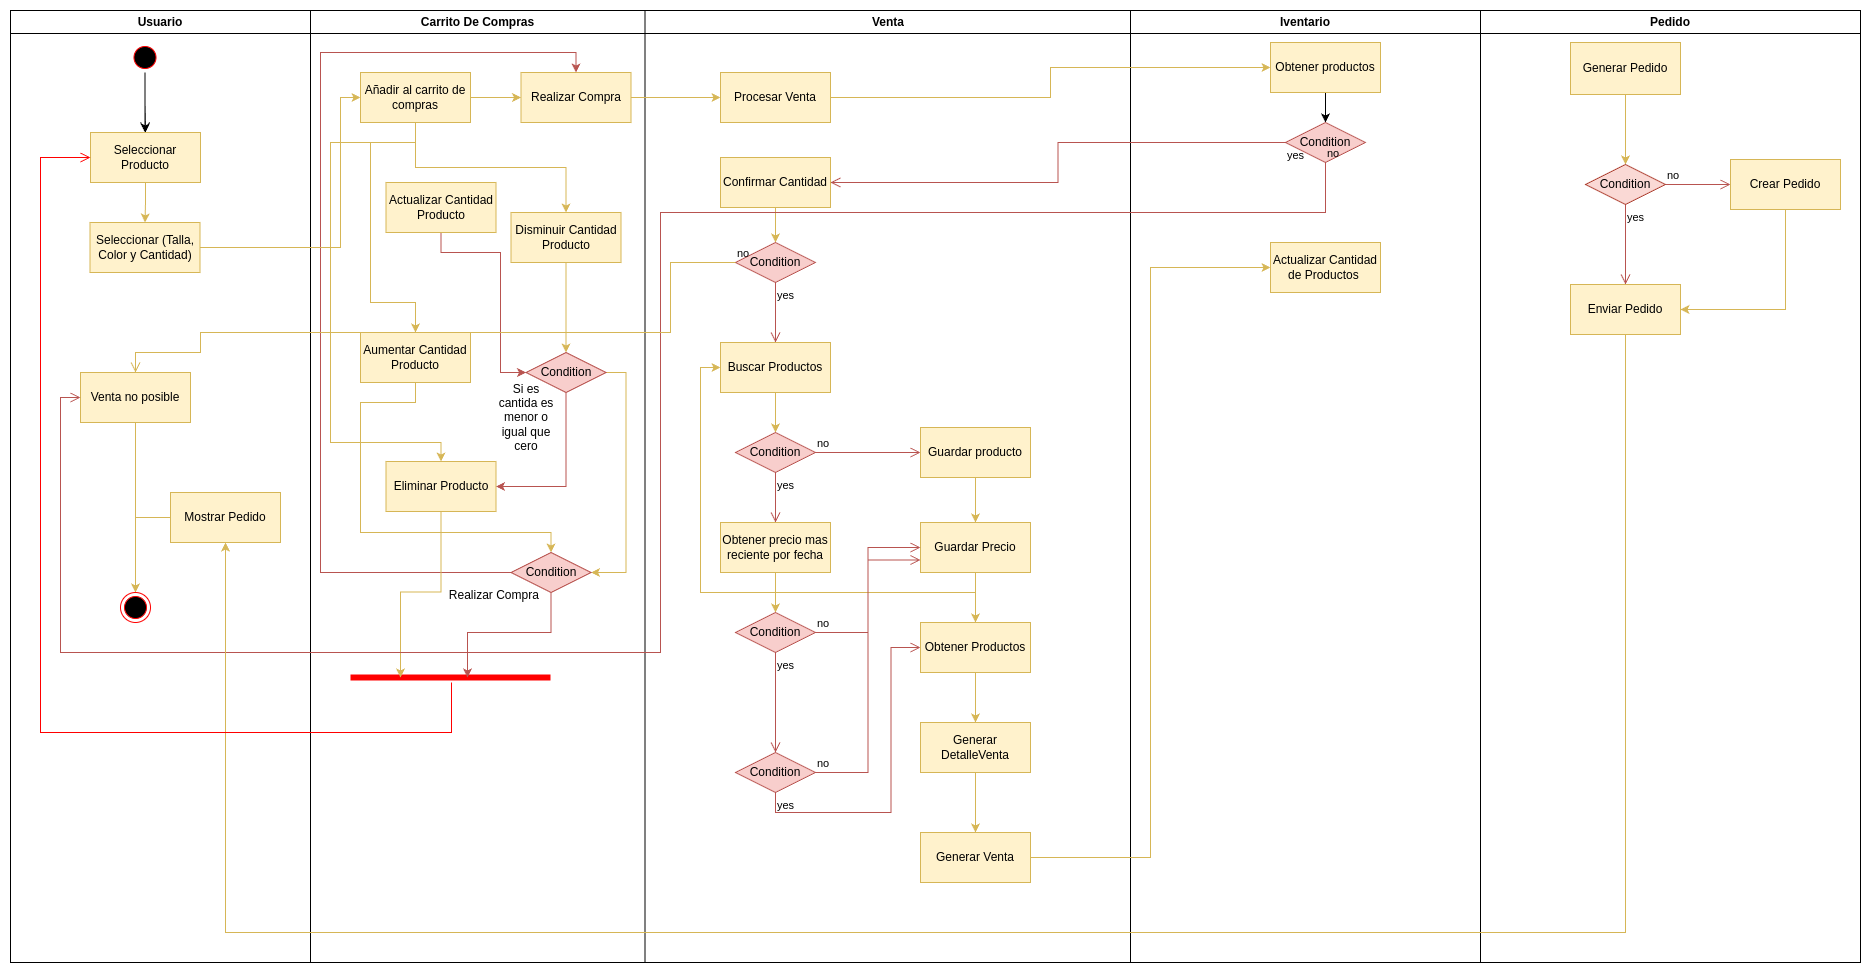 Usuario
Carrito De Compras
Venta
Iventario
Pedido
Seleccionar
Producto
Seleccionar (Talla,
Color y Cantidad)
Venta no posible
Mostrar Pedido
Añadir al carrito de
compras
Realizar Compra
Actualizar Cantidad
Producto
Disminuir Cantidad
Producto
Aumentar Cantidad
Producto
Condition
Si es
cantida es
menor o
igual que
cero
Eliminar Producto
Condition
Realizar Compra
Procesar Venta
Confirmar Cantidad
no
Condition
yes
Buscar Productos
Condition
no
yes
Guardar producto
Obtener precio mas
reciente por fecha
Guardar Precio
Condition
no
yes
Obtener Productos
Generar
DetalleVenta
Condition
no
yes
Generar Venta
Obtener productos
Condition
yes
no
Actualizar Cantidad
de Productos
Generar Pedido
Condition
no
yes
Crear Pedido
Enviar Pedido